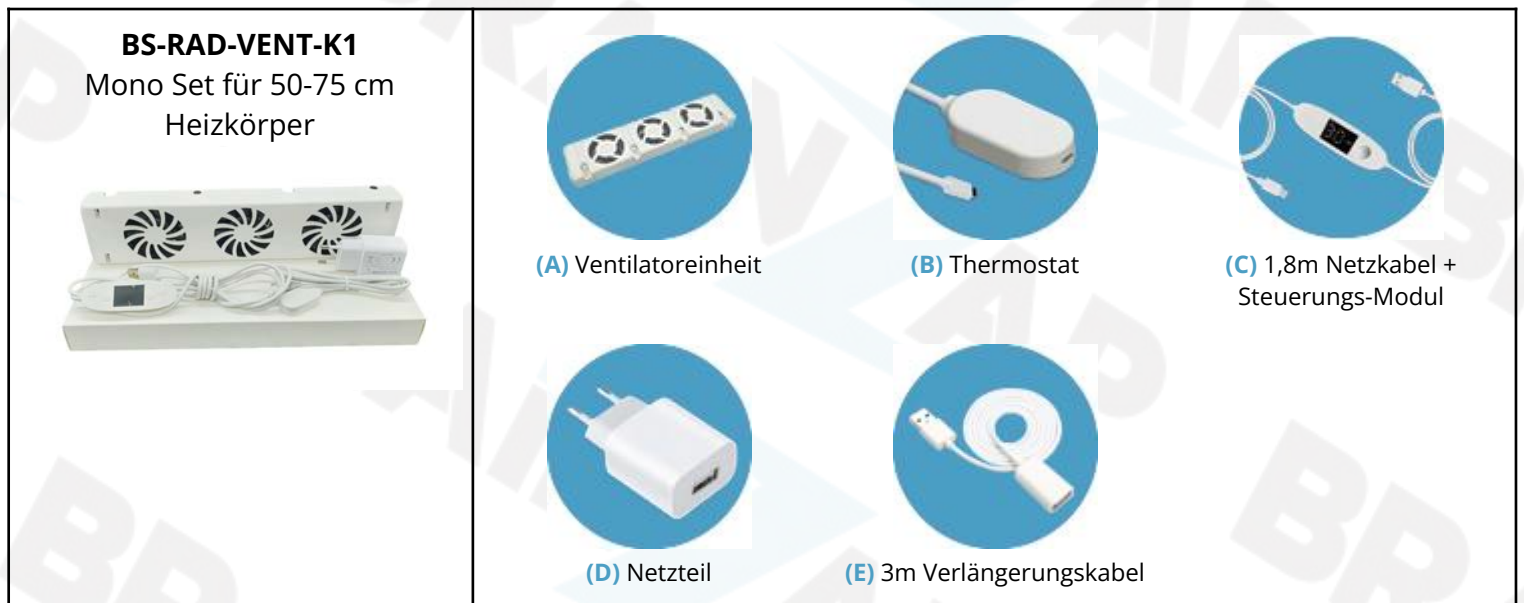 BS-RAD-VENT-K1
Mono Set für 50-75 cm
Heizkörper
(A) Ventilatoreinheit
(B) Thermostat
(C) 1,8m Netzkabel +
Steuerungs-Modul
(D) Netzteil
(E) 3m Verlängerungskabel